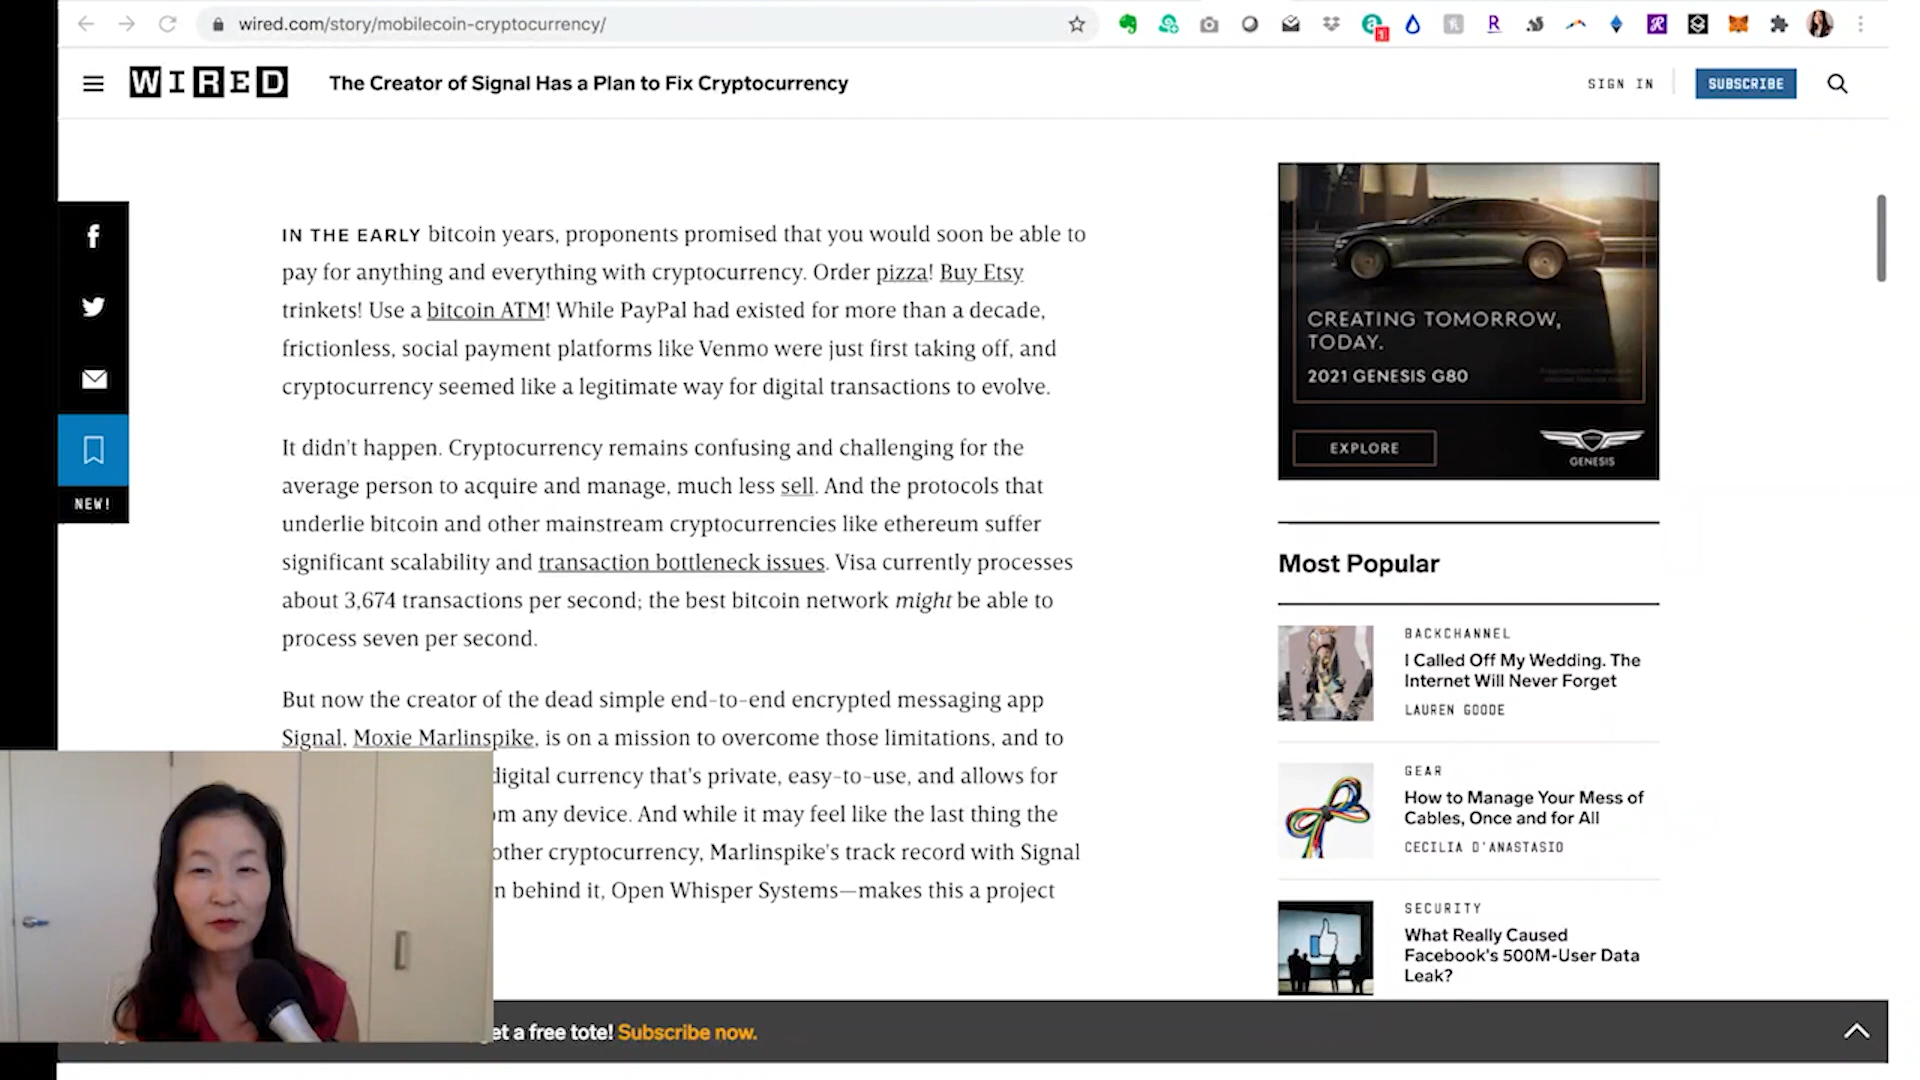 wired.com/story/mobilecoin-cryptocurrency/
1
WIRED
The Creator of Signal Has a Plan to Fix Cryptocurrency
SIGN IN
SUBSCRIBE
NEW!
IN THE EARLY bitcoin years, proponents promised that you would soon be able to
pay for anything and everything with cryptocurrency. Order pizza! Buy Etsy
trinkets! Use a bitcoin ATM! While PayPal had existed for more than a decade,
frictionless, social payment platforms like Venmo were just first taking off, and
cryptocurrency seemed like a legitimate way for digital transactions to evolve.
It didn't happen. Cryptocurrency remains confusing and challenging for the
average person to acquire and manage, much less sell. And the protocols that
underlie bitcoin and other mainstream cryptocurrencies like ethereum suffer
significant scalability and transaction bottleneck issues. Visa currently processes
about 3,674 transactions per second; the best bitcoin network might be able to
process seven per second.
But now the creator of the dead simple end-to-end encrypted messaging app
Signal, Moxie Marlinspike, is on a mission to overcome those limitations, and to
digital currency that's private, easy-to-use, and allows for
om any device. And while it may feel like the last thing the
other cryptocurrency, Marlinspike's track record with Signal
n behind it, Open Whisper Systems—makes this a project
CREATING TOMORROW,
TODAY.
2021 GENESIS G80
EXPLORE
GENESIS
Most Popular
BACKCHANNEL
I Called Off My Wedding. The
Internet Will Never Forget
LAUREN GOODE
GEAR
How to Manage Your Mess of
Cables, Once and for All
CECILIA D'ANASTASIO
SECURITY
What Really Caused
Facebook's 500M-User Data
Leak?
et a free tote! Subscribe now.